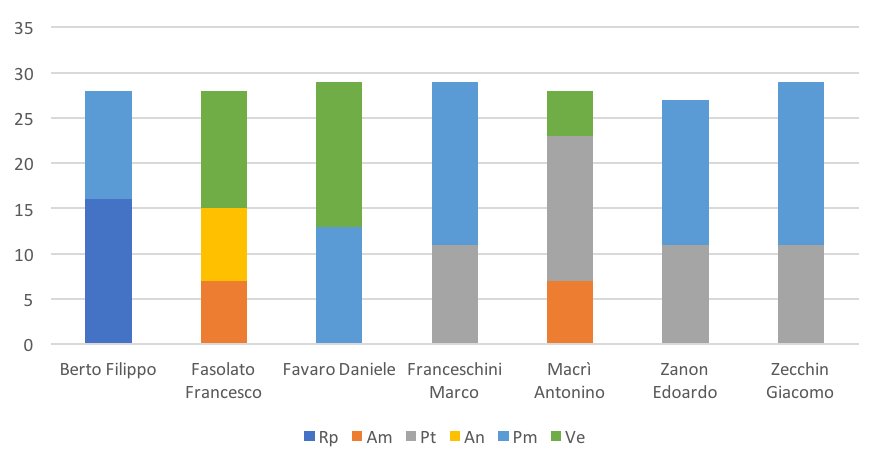 35
30
25
20
15
10
5
0
Berto Filippo
Fasolato
Francesco
Favaro Daniele
Franceschini
Marco
Macrì
Antonino
Zanon
Edoardo
Zecchin
Giacomo
Rp Am Pt An Pm Ve